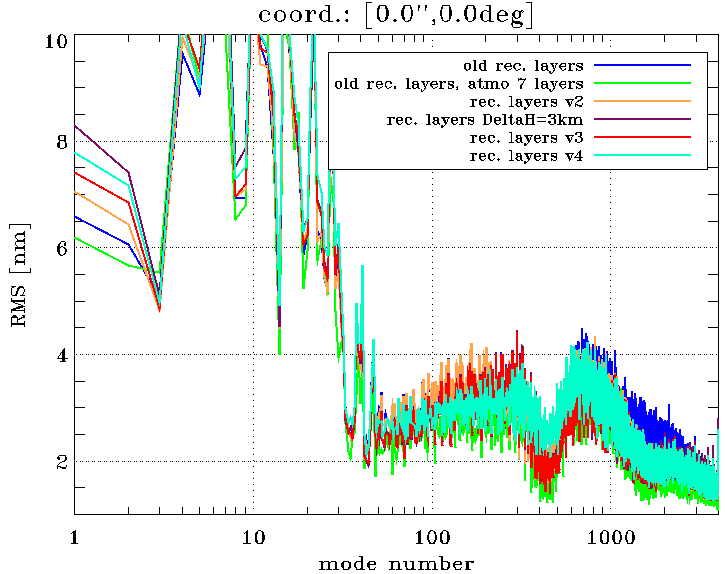 coord.: [0.0'',0.0deg]
10
8
6
4
2
RMS [nm]
old rec. layers
old rec. layers, atmo 7 layers
rec. layers v2
rec. layers DeltaH=3km
rec. layers v3
rec. layers v4
1 10 100 1000
mode number